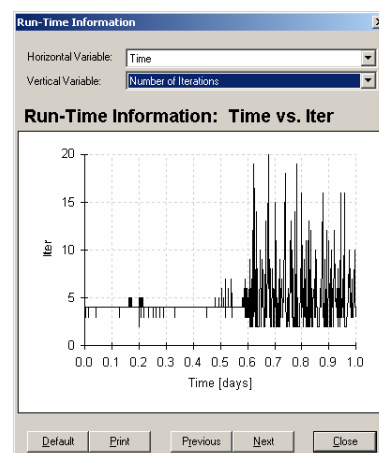 Run-Time Information
Horizontal Variable: Time
Vertical Variable: Number of Iterations
Run-Time Information: Time vs. Iter
20
15
10
5
0
Iter
0.0 0.1 0.2 0.3 0.4 0.5 0.6 0.7 0.8 0.9 1.0
Time [days]
Default Print Previous Next Close